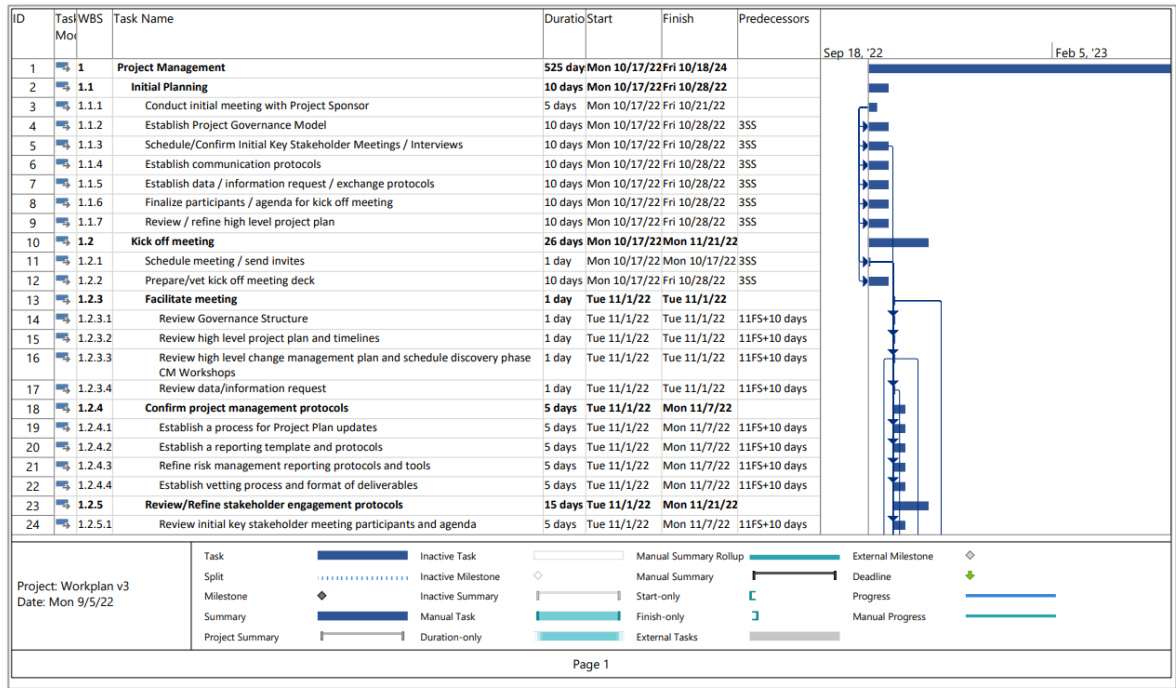 ID Task Mod WBS Task Name Duratio Start Finish Predecessors
Sep 18, '22 Feb 5, '23
1 1 Project Management 525 day Mon 10/17/22 Fri 10/18/24
2 1.1 Initial Planning 10 days Mon 10/17/22 Fri 10/28/22
3 1.1.1 Conduct initial meeting with Project Sponsor 5 days Mon 10/17/22 Fri 10/21/22
4 1.1.2 Establish Project Governance Model 10 days Mon 10/17/22 Fri 10/28/22 3SS
5 1.1.3 Schedule/Confirm Initial Key Stakeholder Meetings / Interviews 10 days Mon 10/17/22 Fri 10/28/22 3SS
6 1.1.4 Establish communication protocols 10 days Mon 10/17/22 Fri 10/28/22 3SS
7 1.1.5 Establish data / information request / exchange protocols 10 days Mon 10/17/22 Fri 10/28/22 3SS
8 1.1.6 Finalize participants / agenda for kick off meeting 10 days Mon 10/17/22 Fri 10/28/22 3SS
9 1.1.7 Review / refine high level project plan 10 days Mon 10/17/22 Fri 10/28/22 3SS
10 1.2 Kick off meeting 26 days Mon 10/17/22 Mon 11/21/22
11 1.2.1 Schedule meeting / send invites 1 day Mon 10/17/22 Mon 10/17/22 3SS
12 1.2.2 Prepare/vet kick off meeting deck 10 days Mon 10/17/22 Fri 10/28/22 3SS
13 1.2.3 Facilitate meeting 1 day Tue 11/1/22 Tue 11/1/22
14 1.2.3.1 Review Governance Structure 1 day Tue 11/1/22 Tue 11/1/22 11FS+10 days
15 1.2.3.2 Review high level project plan and timelines 1 day Tue 11/1/22 Tue 11/1/22 11FS+10 days
16 1.2.3.3 Review high level change management plan and schedule discovery phase 1 day Tue 11/1/22 Tue 11/1/22 11FS+10 days
CM Workshops
17 1.2.3.4 Review data/information request 1 day Tue 11/1/22 Tue 11/1/22 11FS+10 days
18 1.2.4 Confirm project management protocols 5 days Tue 11/1/22 Mon 11/7/22
19 1.2.4.1 Establish a process for Project Plan updates 5 days Tue 11/1/22 Mon 11/7/22 11FS+10 days
20 1.2.4.2 Establish a reporting template and protocols 5 days Tue 11/1/22 Mon 11/7/22 11FS+10 days
21 1.2.4.3 Refine risk management reporting protocols and tools 5 days Tue 11/1/22 Mon 11/7/22 11FS+10 days
22 1.2.4.4 Establish vetting process and format of deliverables 5 days Tue 11/1/22 Mon 11/7/22 11FS+10 days
23 1.2.5 Review/Refine stakeholder engagement protocols 15 days Tue 11/1/22 Mon 11/21/22
24 1.2.5.1 Review initial key stakeholder meeting participants and agenda 5 days Tue 11/1/22 Mon 11/7/22 11FS+10 days
Project: Workplan v3
Date: Mon 9/5/22
Task Inactive Task Manual Summary Rollup External Milestone
Split Inactive Milestone Manual Summary Deadline
Milestone Inactive Summary Start-only Progress
Summary Manual Task Finish-only Manual Progress
Project Summary Duration-only External Tasks
Page 1